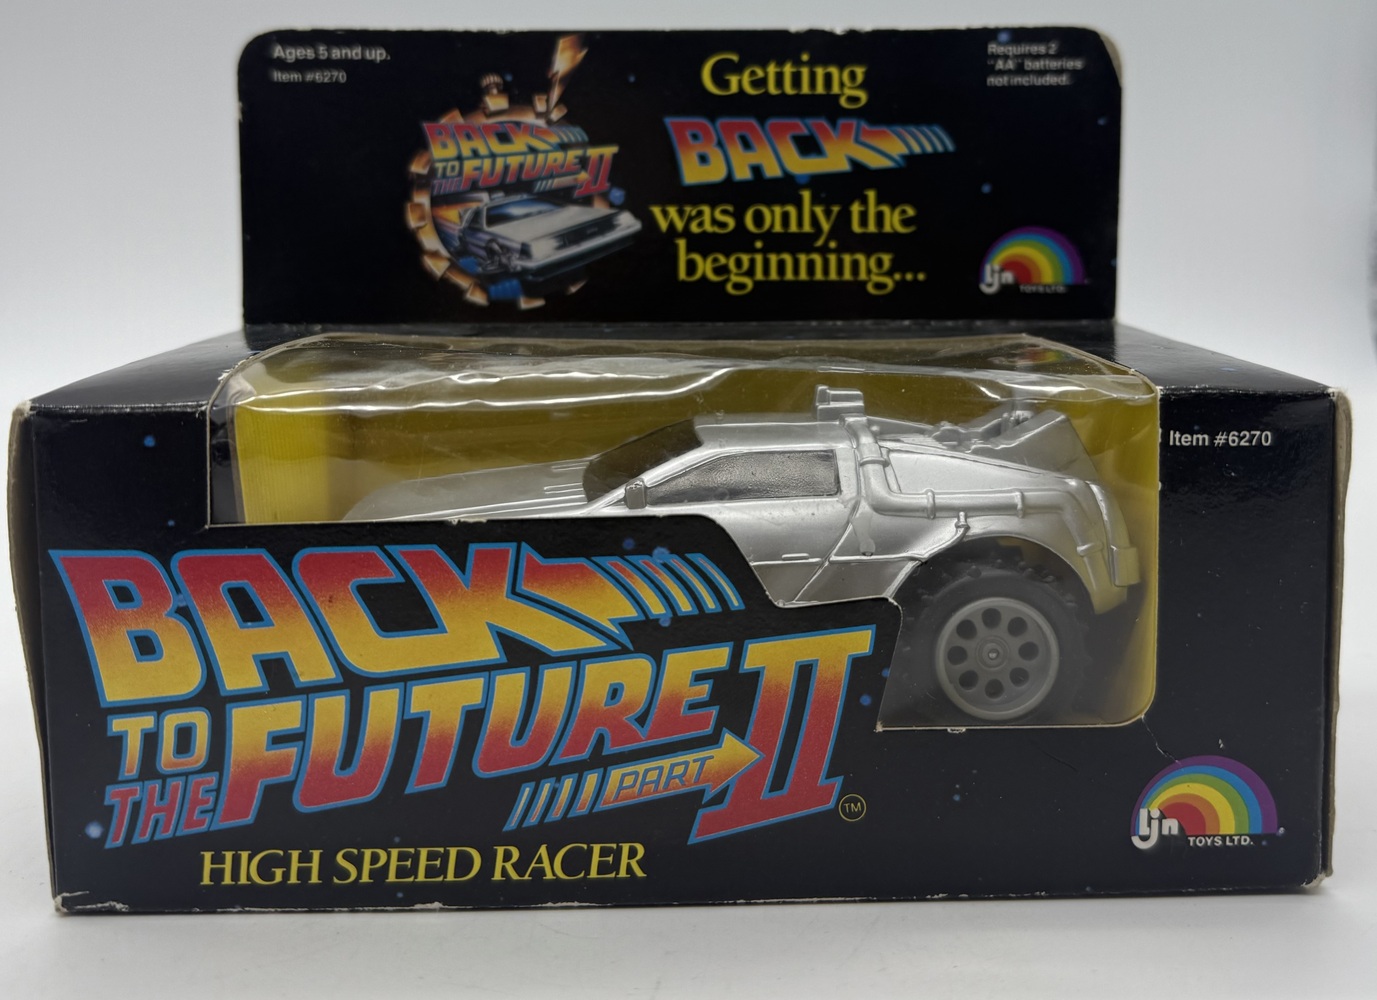 Ages 5 and up.
Item #6270
BACK
TO THE FUTURE II
Getting
BACK
was only the
beginning...
Requires 2
"AA" batteries
not included.
ljn
TOYS LTD.
Item #6270
BACK
TO THE FUTURE
PART II
TM
HIGH SPEED RACER
ljn
TOYS LTD.